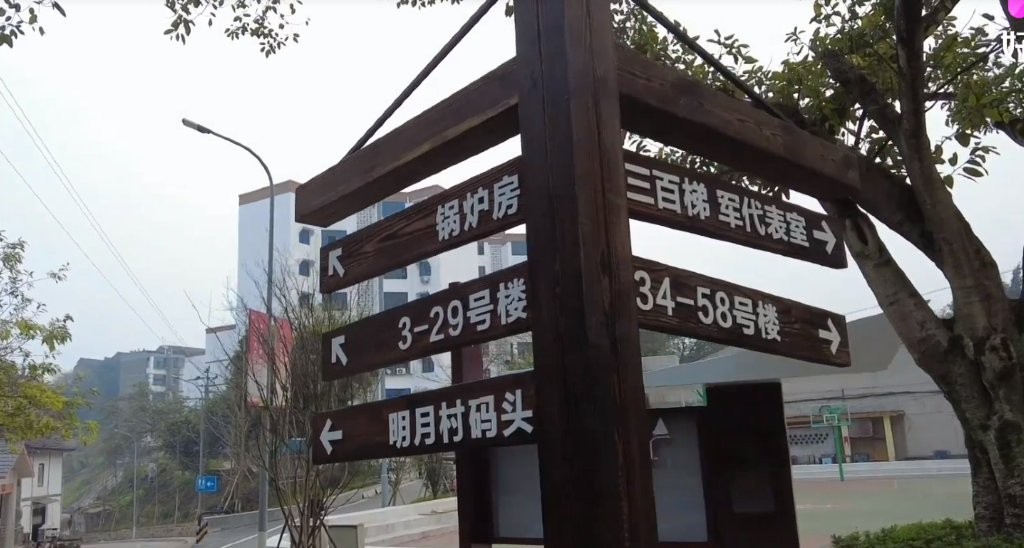 锅炉房
3-29号楼
明月村码头
三百梯 军代表室
34-58号楼